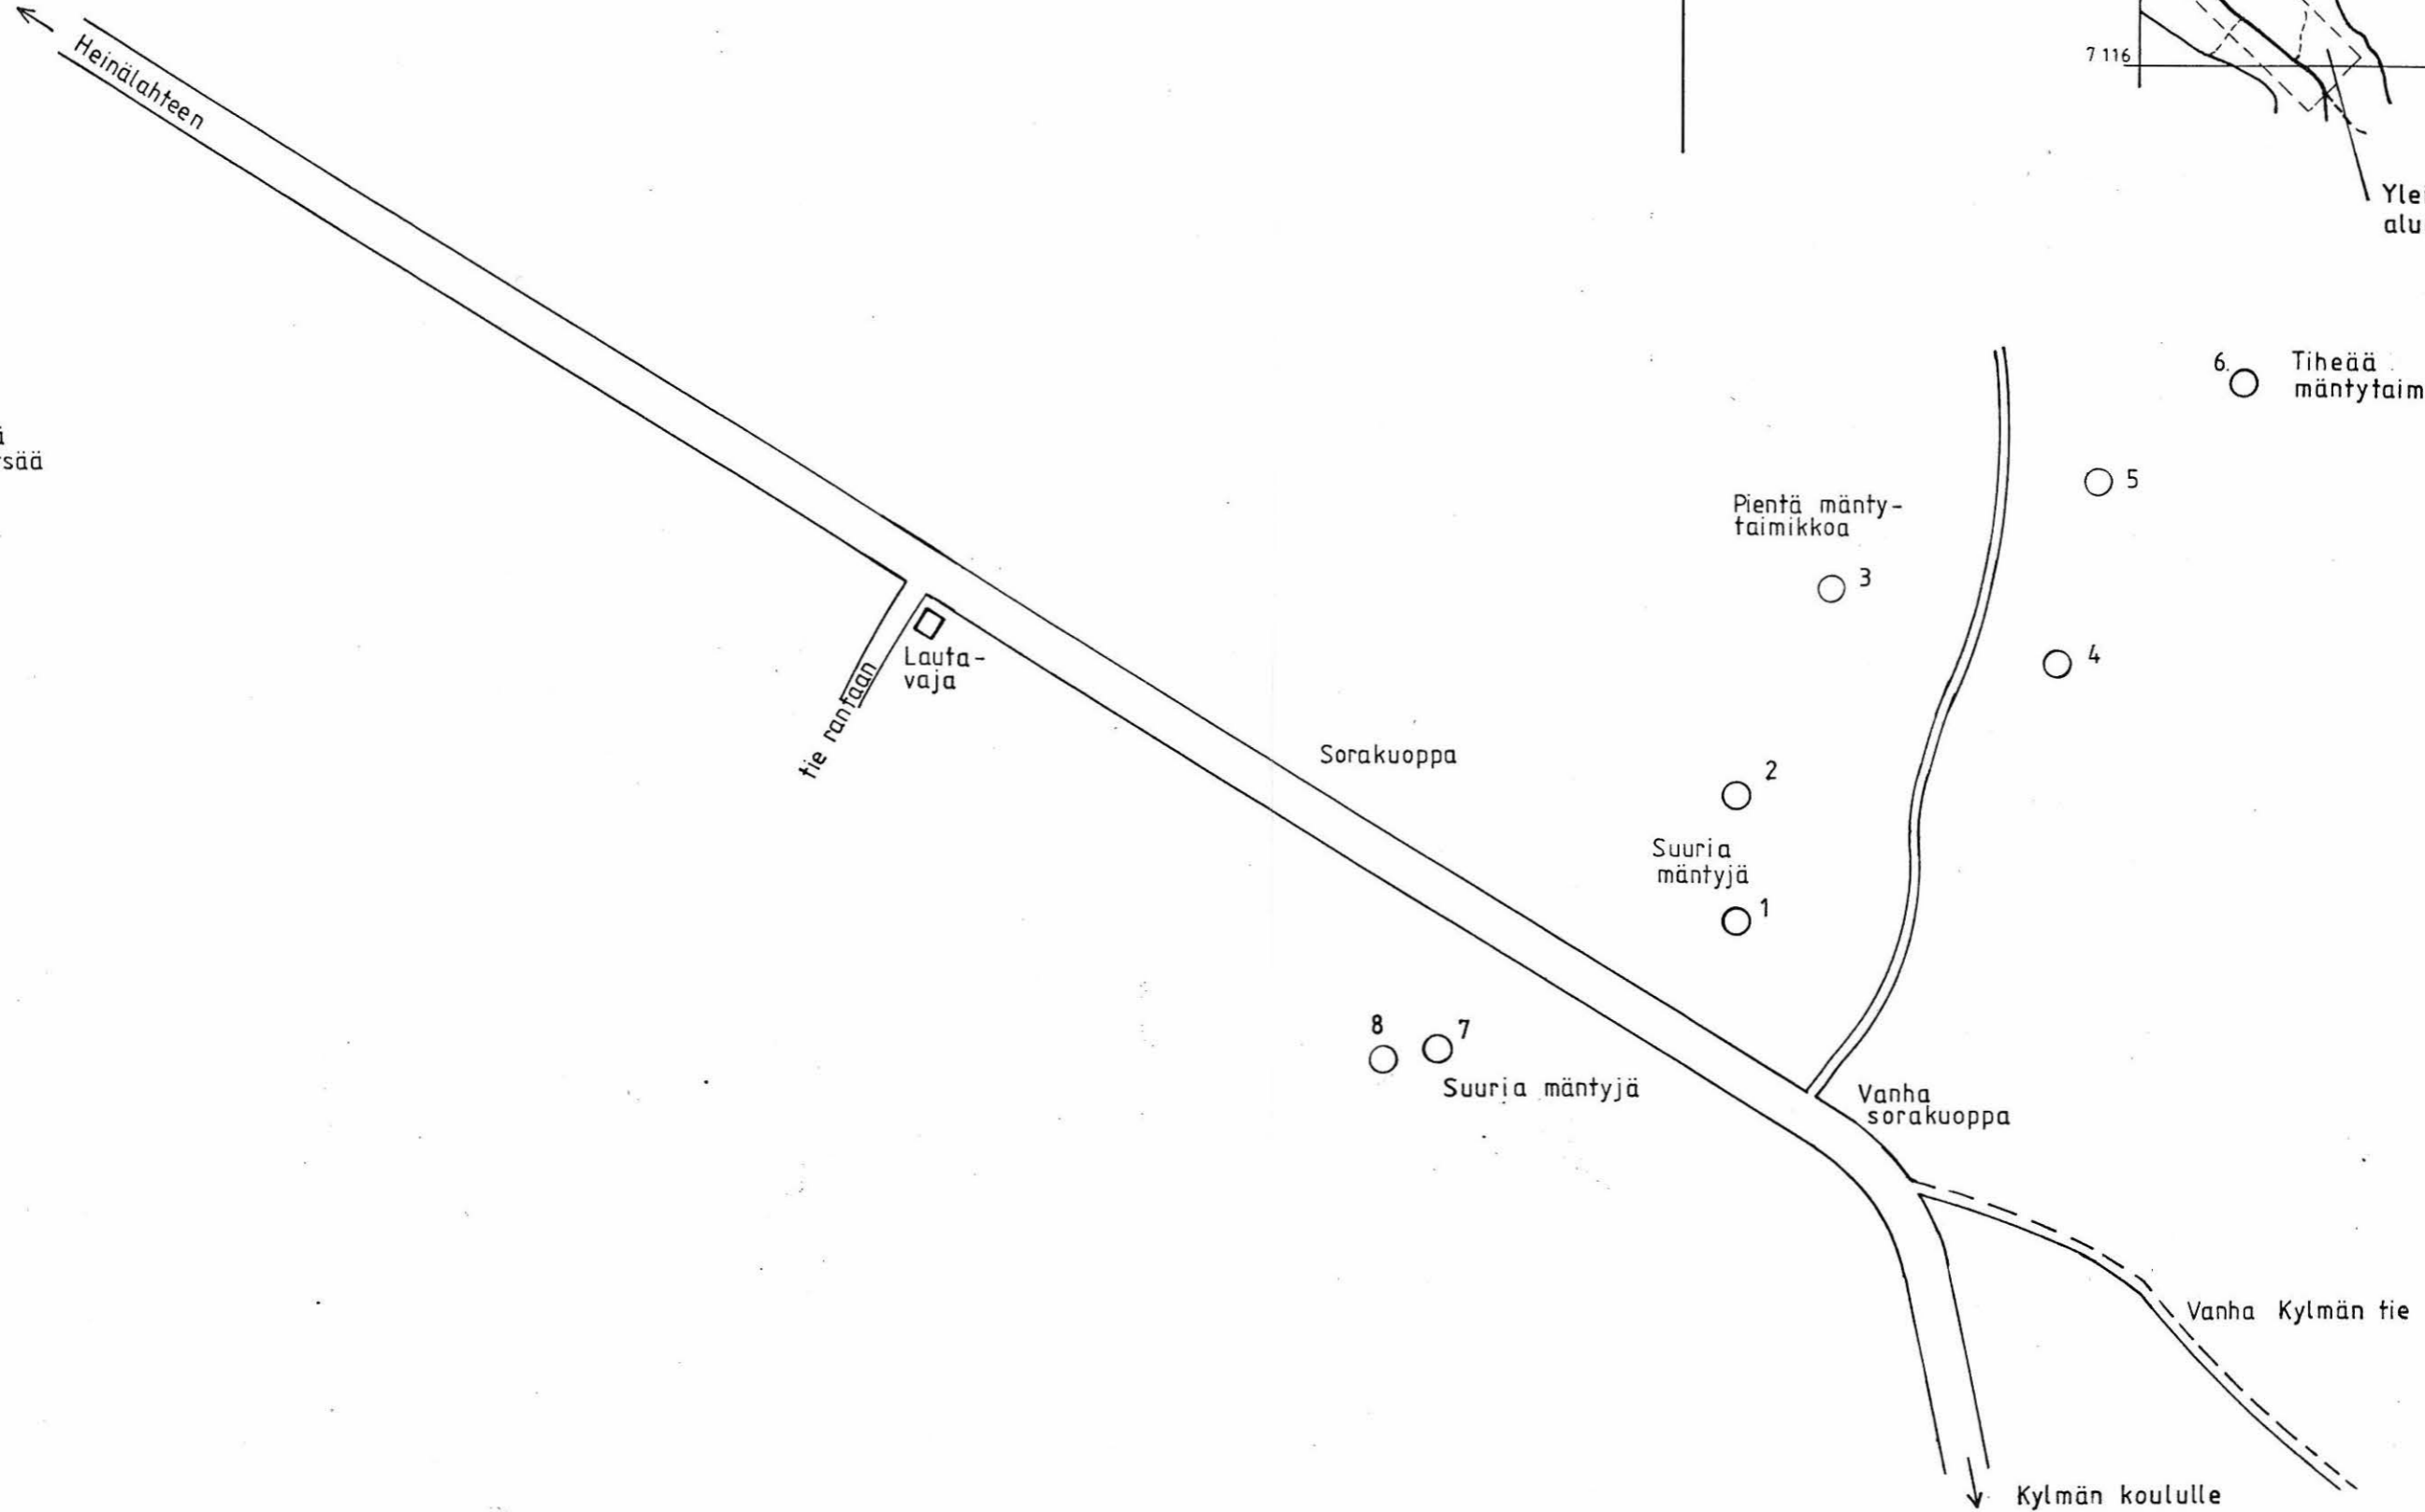 Heinälahteen
7 116
6.
Tiheää
5
Pientä mänty-
taimikkoa
3
4
Lauta-
vaja
tie rantaan
Sorakuoppa
2
Suuria
mäntyjä
1
8
7
Suuria mäntyjä
Vanha
sorakuoppa
Vanha Kylmän tie
Kylmän koululle